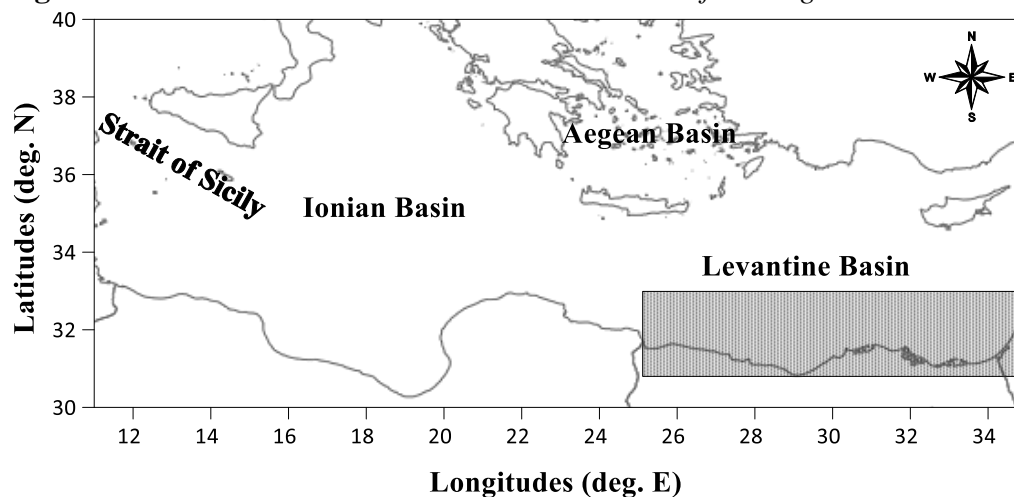 40
38
36
34
32
30
Latitudes (deg. N)
N
W
E
S
Strait of Sicily
Aegean Basin
Ionian Basin
Levantine Basin
12 14 16 18 20 22 24 26 28 30 32 34
Longitudes (deg. E)